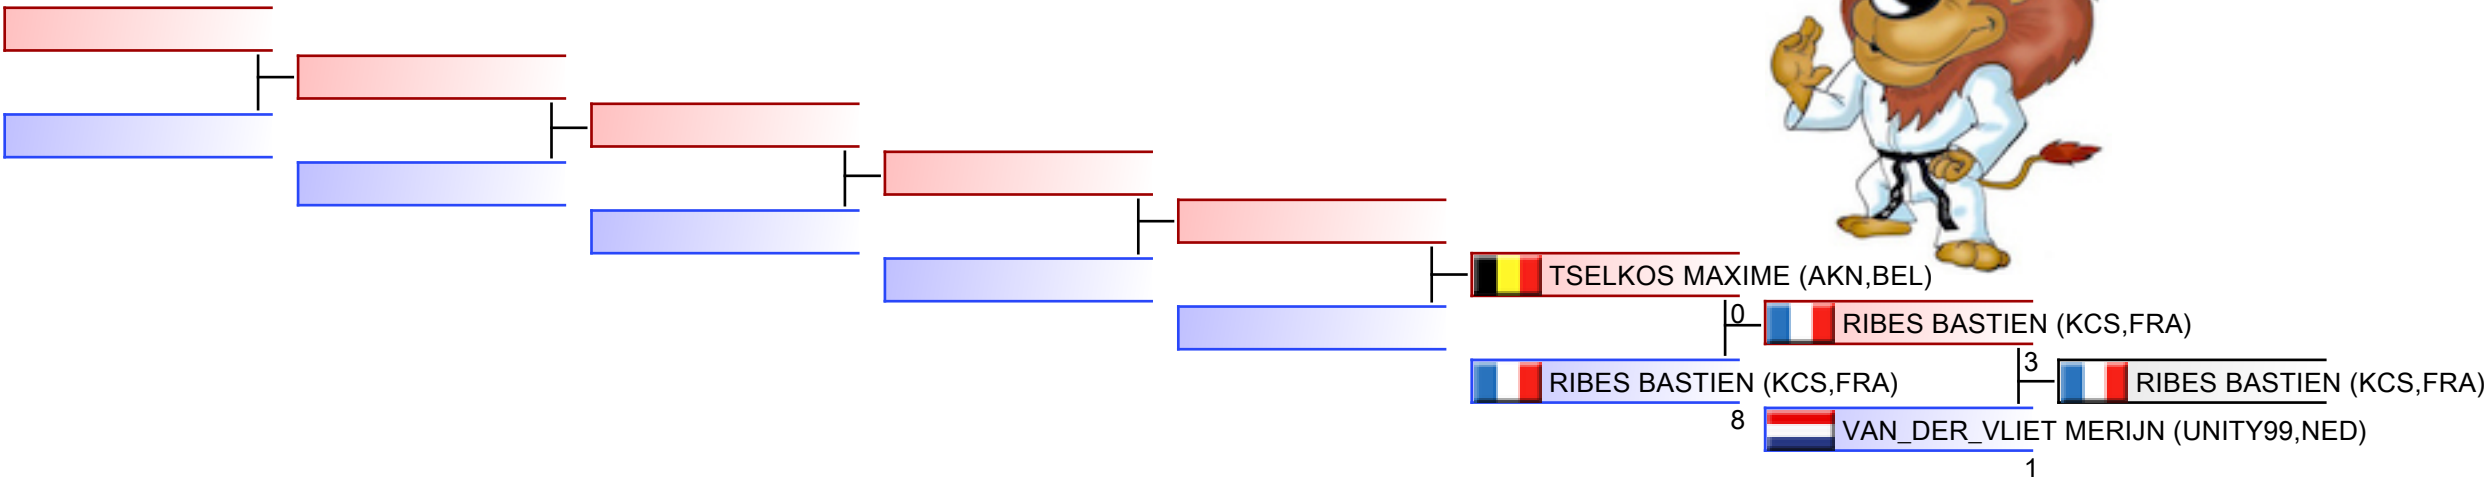 TSELKOS MAXIME (AKN,BEL)
0
RIBES BASTIEN (KCS,FRA)
3
RIBES BASTIEN (KCS,FRA)
RIBES BASTIEN (KCS,FRA)
8
VAN_DER_VLIET MERIJN (UNITY99,NED)
1